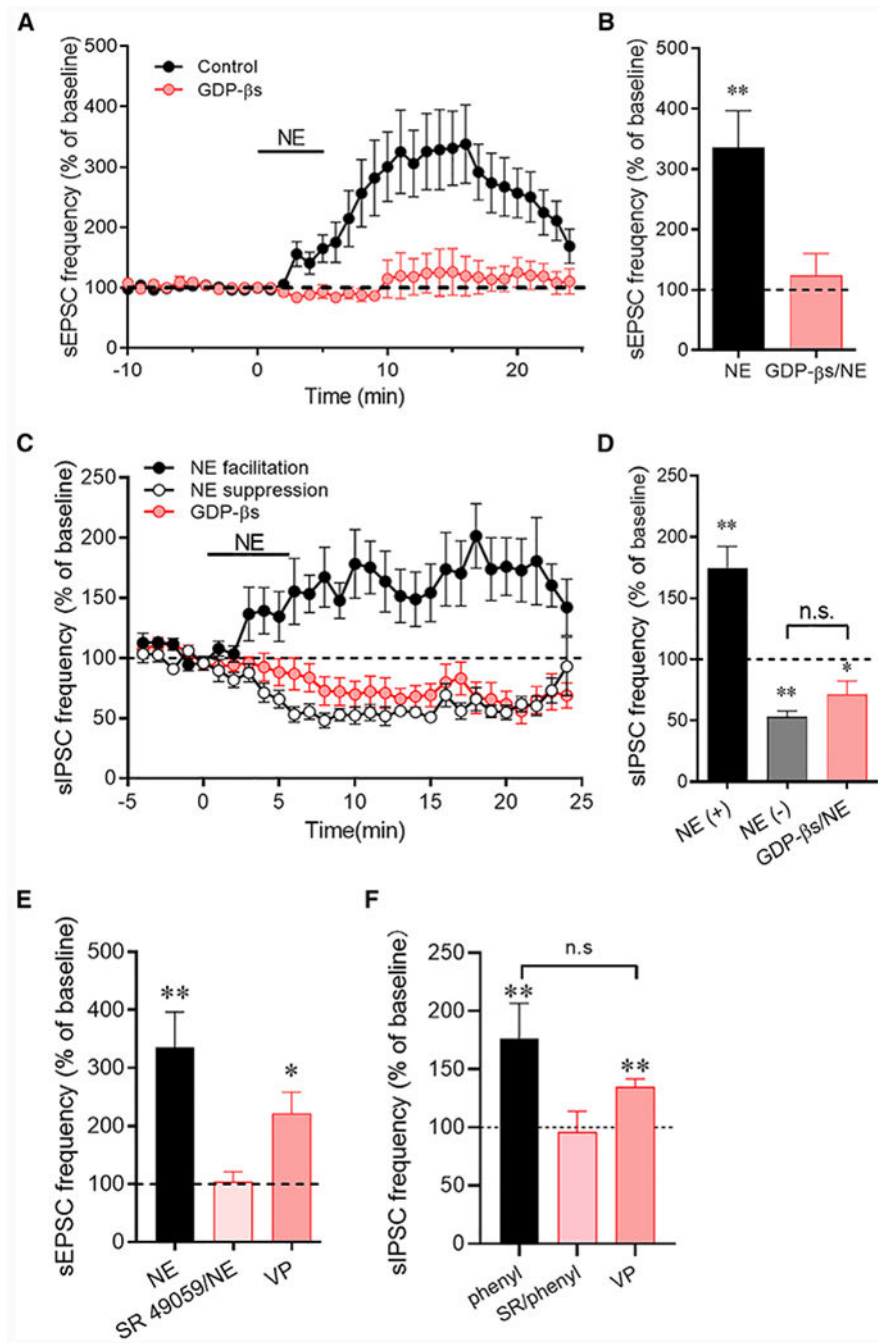 A
sEPSC frequency (% of baseline)
500
400
300
200
100
0
Control
GDP-βs
NE
-10
0
10
20
Time (min)
B
sEPSC freuqency (% of baseline)
500
400
300
200
100
0
**
NE
GDP-βs/NE
C
sIPSC frequency (% of baseline)
250
200
150
100
50
0
NE facilitation
NE suppression
GDP-βs
NE
-5
0
5
10
15
20
25
Time(min)
D
sIPSC frequency (% of baseline)
250
200
150
100
50
0
**
**
n.s.
*
NE (+)
NE (-)
GDP-βs/NE
E
sEPSC frequency (% of baseline)
500
400
300
200
100
0
**
*
NE
SR 49059/NE
VP
F
sIPSC frequency (% of baseline)
250
200
150
100
50
0
n.s
**
**
phenyl
SR/phenyl
VP